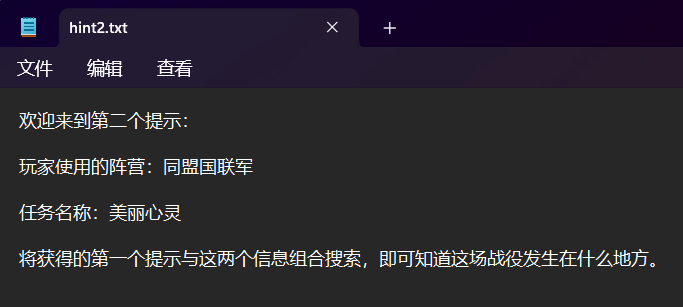 hint2.txt
文件 编辑 查看
欢迎来到第二个提示：
玩家使用的阵营：同盟国联军
任务名称：美丽心灵
将获得的第一个提示与这两个信息组合搜索，即可知道这场战役发生在什么地方。